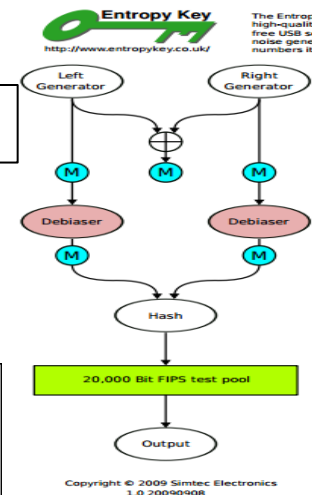 Entropy Key
http://www.entropykey.co.uk/
The Entrop
high-qualit
free USB s
noise gene
numbers it
Left
Generator
Right
Generator
M
M
M
Debiaser
Debiaser
M
M
Hash
20,000 Bit FIPS test pool
Output
Copyright © 2009 Simtec Electronics
1.0 20090908